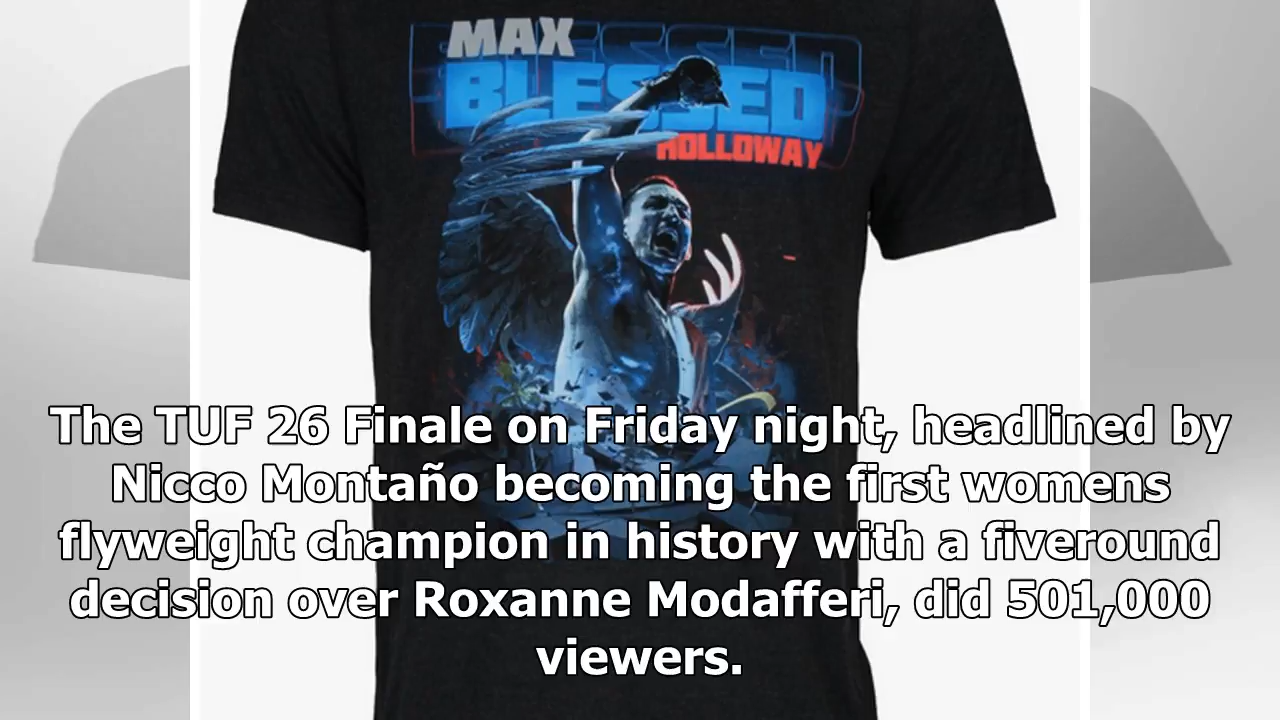 MAX
BLESSED
HOLLOWAY
The TUF 26 Finale on Friday night, headlined by
Nicco Montaño becoming the first womens
flyweight champion in history with a fiveround
decision over Roxanne Modafferi, did 501,000
viewers.